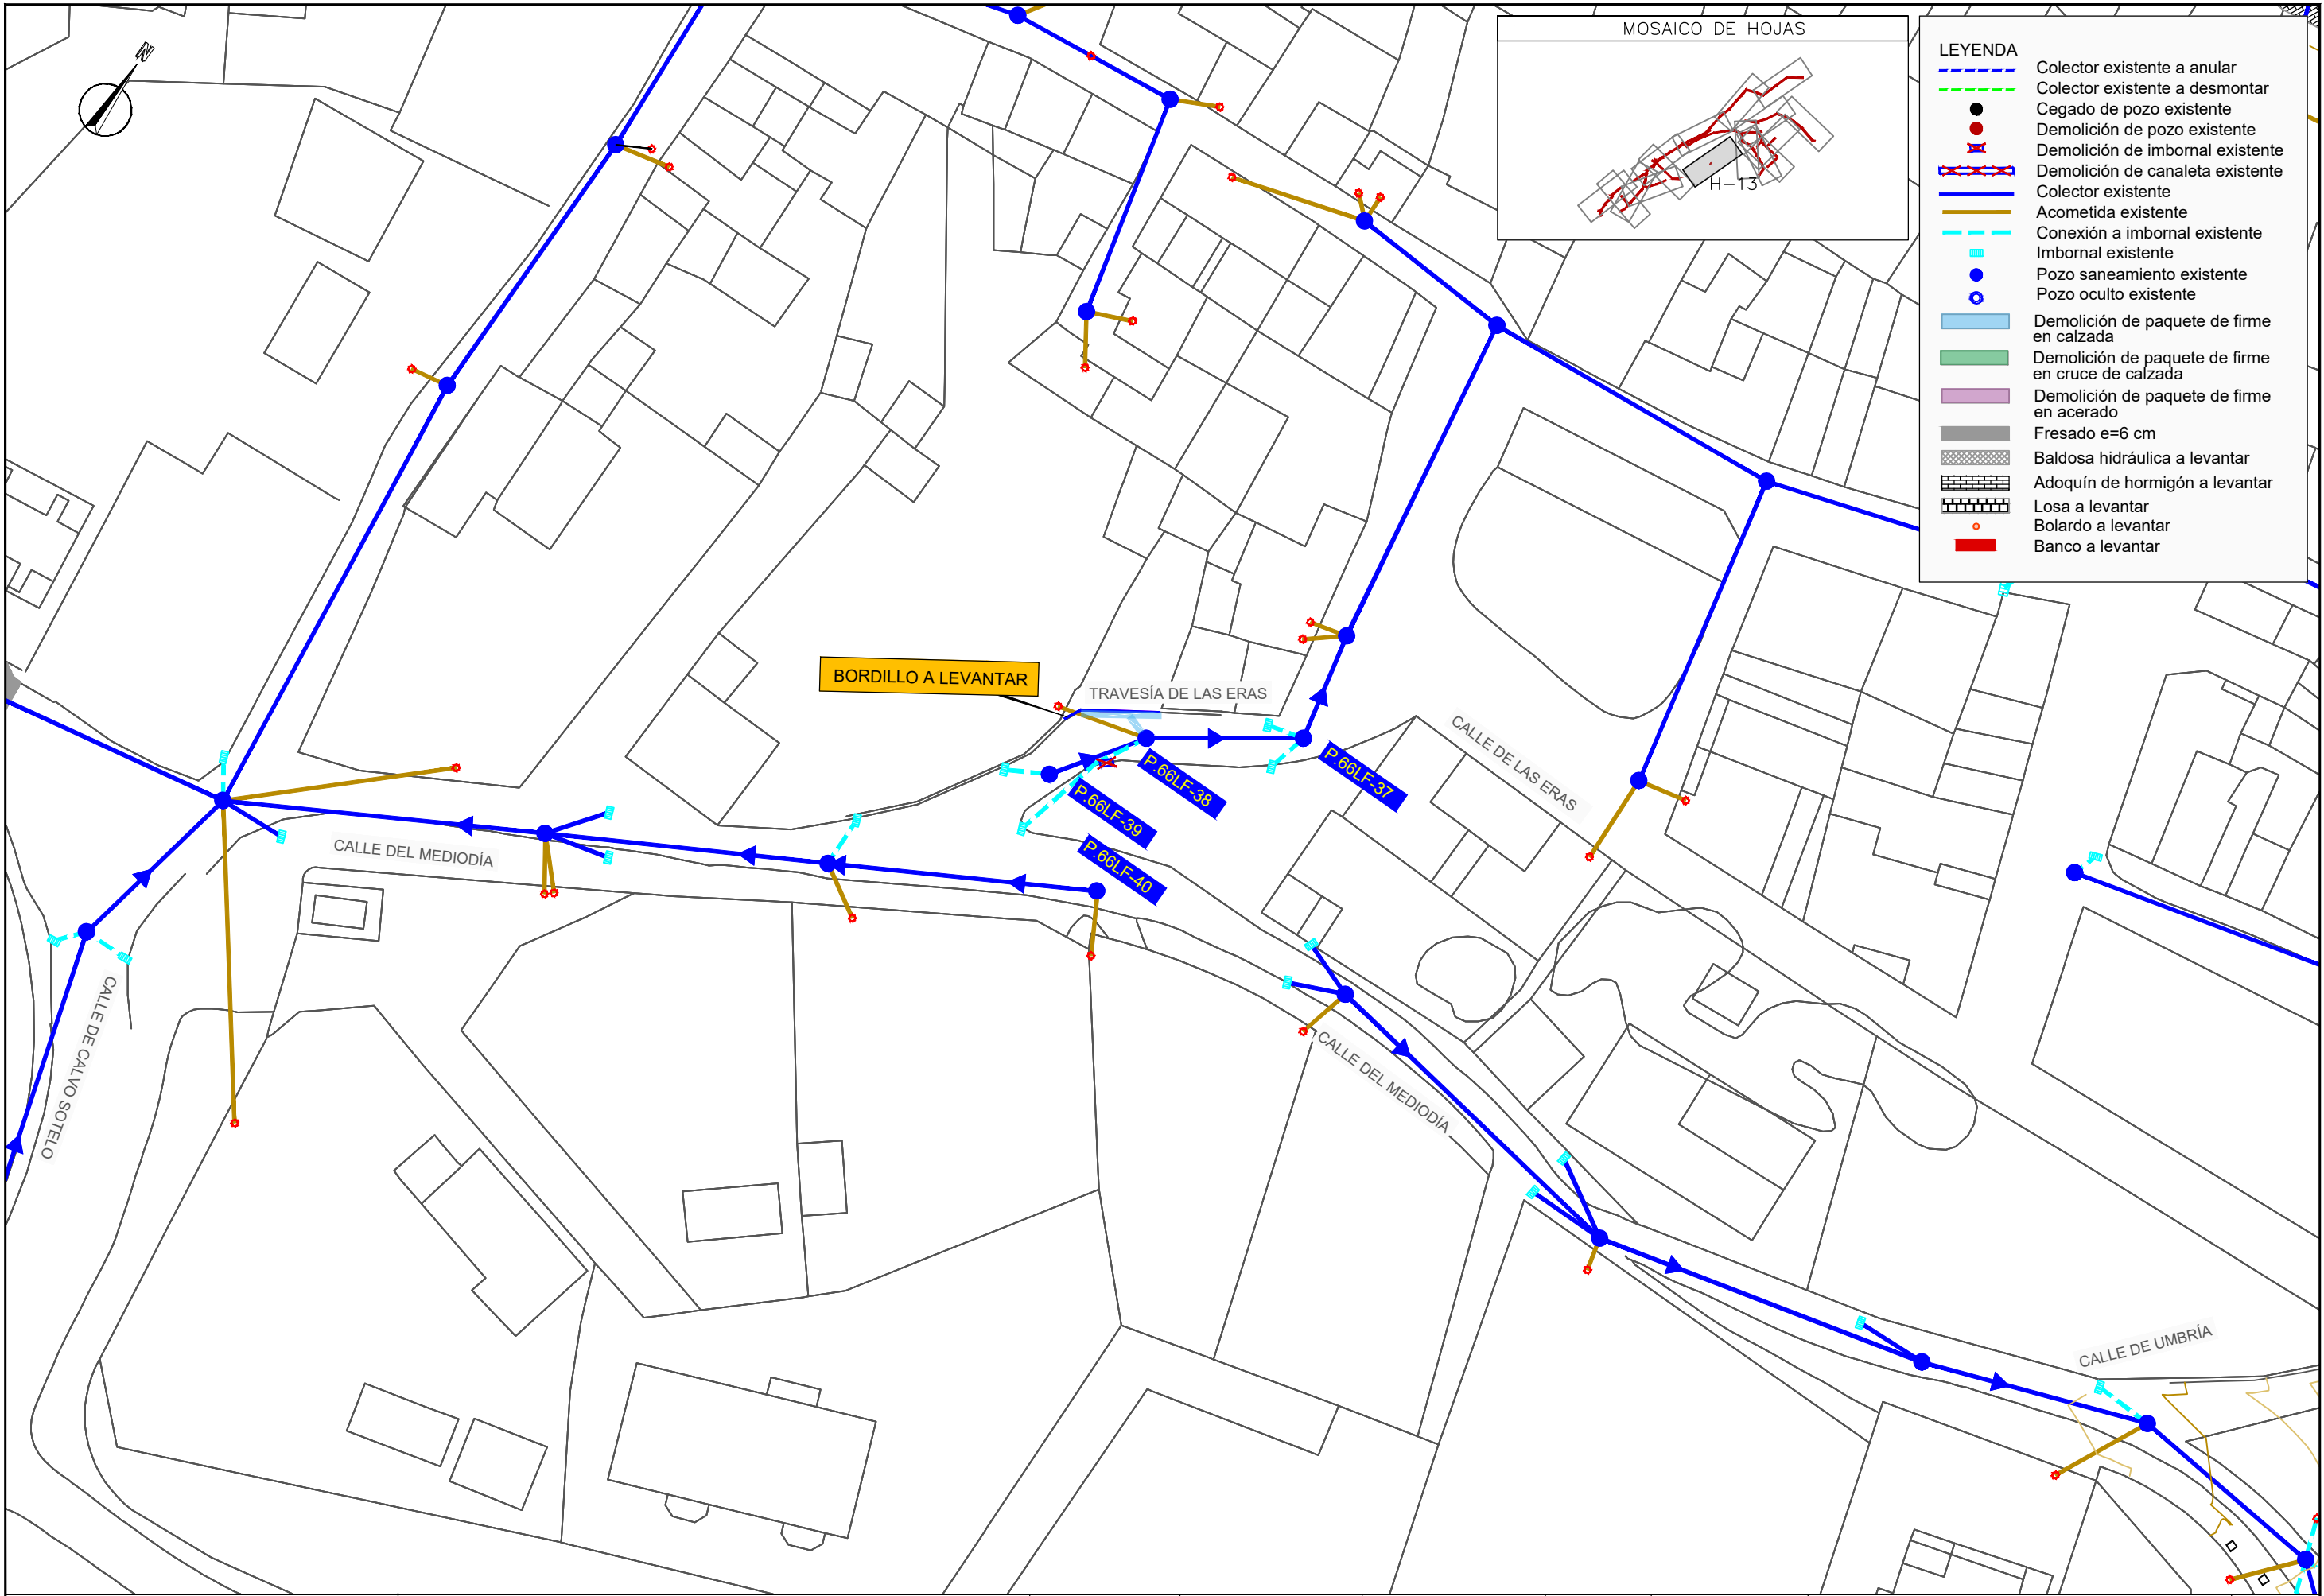 N
MOSAICO DE HOJAS
H-13
LEYENDA
Colector existente a anular
Colector existente a desmontar
Cegado de pozo existente
Demolición de pozo existente
Demolición de imbornal existente
Demolición de canaleta existente
Colector existente
Acometida existente
Conexión a imbornal existente
Imbornal existente
Pozo saneamiento existente
Pozo oculto existente
Demolición de paquete de firme
en calzada
Demolición de paquete de firme
en cruce de calzada
Demolición de paquete de firme
en acerado
Fresado e=6 cm
Baldosa hidráulica a levantar
Adoquín de hormigón a levantar
Losa a levantar
Bolardo a levantar
Banco a levantar
BORDILLO A LEVANTAR
TRAVESÍA DE LAS ERAS
CALLE DE LAS ERAS
P.66LF-37
P.66LF-38
P.66LF-39
P.66LF-40
CALLE DEL MEDIODÍA
CALLE DE CALVO SOTELO
CALLE DEL MEDIODÍA
CALLE DE UMBRÍA